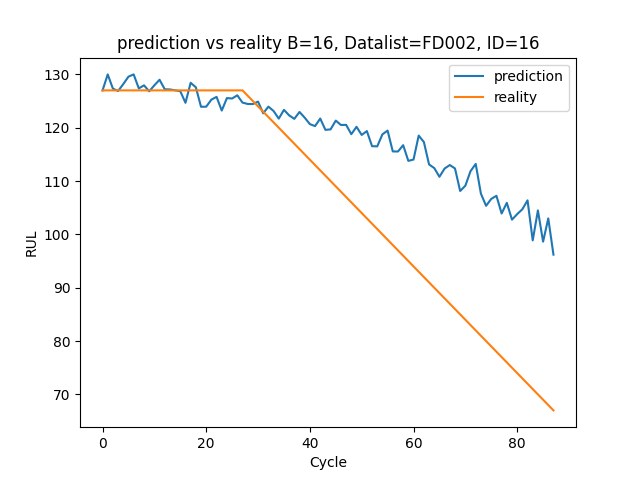 prediction vs reality B=16, Datalist=FD002, ID=16
prediction
reality
RUL
130
120
110
100
90
80
70
0 20 40 60 80
Cycle